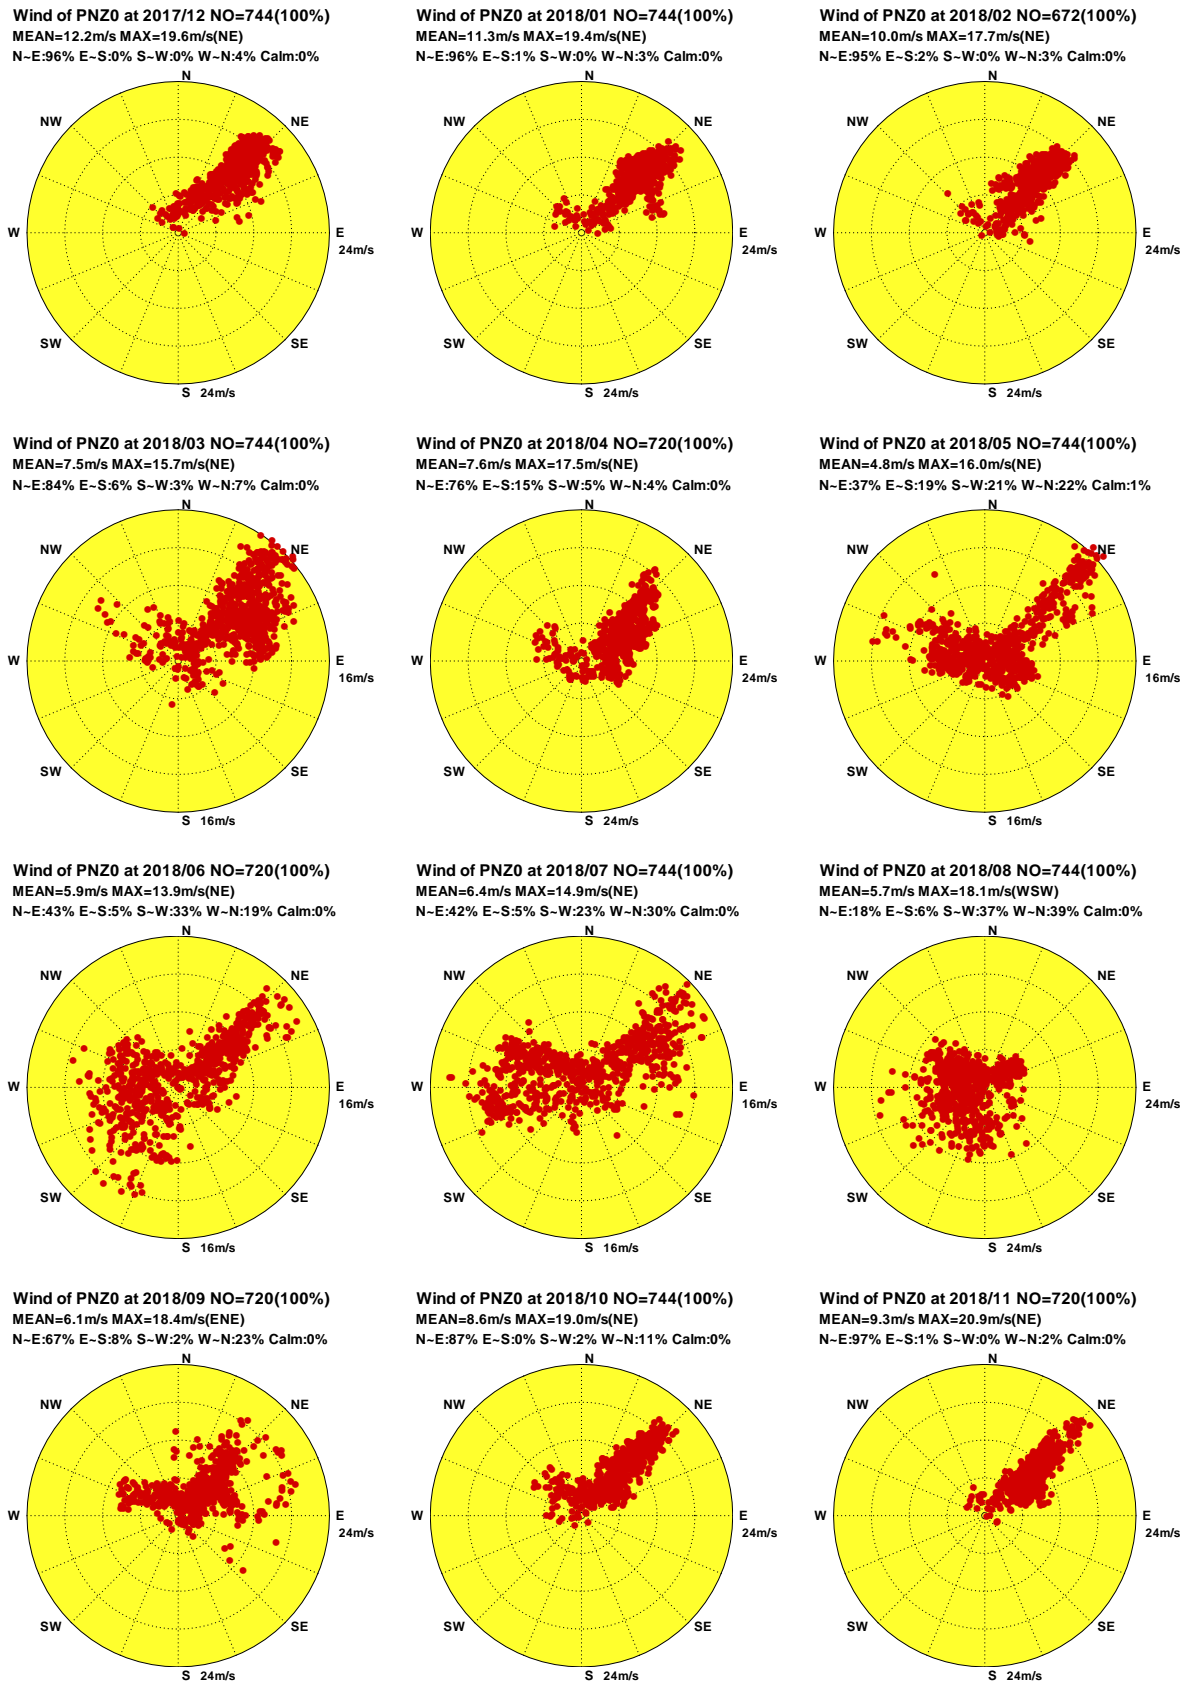 Wind of PNZ0 at 2017/12 NO=744(100%)
MEAN=12.2m/s MAX=19.6m/s(NE)
N~E:96% E~S:0% S~W:0% W~N:4% Calm:0%
N
NW
NE
W
E
24m/s
SW
SE
S 24m/s
Wind of PNZ0 at 2018/01 NO=744(100%)
MEAN=11.3m/s MAX=19.4m/s(NE)
N~E:96% E~S:1% S~W:0% W~N:3% Calm:0%
N
NW
NE
W
E
24m/s
SW
SE
S 24m/s
Wind of PNZ0 at 2018/02 NO=672(100%)
MEAN=10.0m/s MAX=17.7m/s(NE)
N~E:95% E~S:2% S~W:0% W~N:3% Calm:0%
N
NW
NE
W
E
24m/s
SW
SE
S 24m/s
Wind of PNZ0 at 2018/03 NO=744(100%)
MEAN=7.5m/s MAX=15.7m/s(NE)
N~E:84% E~S:6% S~W:3% W~N:7% Calm:0%
N
NW
NE
W
E
16m/s
SW
SE
S 16m/s
Wind of PNZ0 at 2018/04 NO=720(100%)
MEAN=7.6m/s MAX=17.5m/s(NE)
N~E:76% E~S:15% S~W:5% W~N:4% Calm:0%
N
NW
NE
W
E
24m/s
SW
SE
S 24m/s
Wind of PNZ0 at 2018/05 NO=744(100%)
MEAN=4.8m/s MAX=16.0m/s(NE)
N~E:37% E~S:19% S~W:21% W~N:22% Calm:1%
N
NW
NE
W
E
16m/s
SW
SE
S 16m/s
Wind of PNZ0 at 2018/06 NO=720(100%)
MEAN=5.9m/s MAX=13.9m/s(NE)
N~E:43% E~S:5% S~W:33% W~N:19% Calm:0%
N
NW
NE
W
E
16m/s
SW
SE
S 16m/s
Wind of PNZ0 at 2018/07 NO=744(100%)
MEAN=6.4m/s MAX=14.9m/s(NE)
N~E:42% E~S:5% S~W:23% W~N:30% Calm:0%
N
NW
NE
W
E
16m/s
SW
SE
S 16m/s
Wind of PNZ0 at 2018/08 NO=744(100%)
MEAN=5.7m/s MAX=18.1m/s(WSW)
N~E:18% E~S:6% S~W:37% W~N:39% Calm:0%
N
NW
NE
W
E
24m/s
SW
SE
S 24m/s
Wind of PNZ0 at 2018/09 NO=720(100%)
MEAN=6.1m/s MAX=18.4m/s(ENE)
N~E:67% E~S:8% S~W:2% W~N:23% Calm:0%
N
NW
NE
W
E
24m/s
SW
SE
S 24m/s
Wind of PNZ0 at 2018/10 NO=744(100%)
MEAN=8.6m/s MAX=19.0m/s(NE)
N~E:87% E~S:0% S~W:2% W~N:11% Calm:0%
N
NW
NE
W
E
24m/s
SW
SE
S 24m/s
Wind of PNZ0 at 2018/11 NO=720(100%)
MEAN=9.3m/s MAX=20.9m/s(NE)
N~E:97% E~S:1% S~W:0% W~N:2% Calm:0%
N
NW
NE
W
E
24m/s
SW
SE
S 24m/s